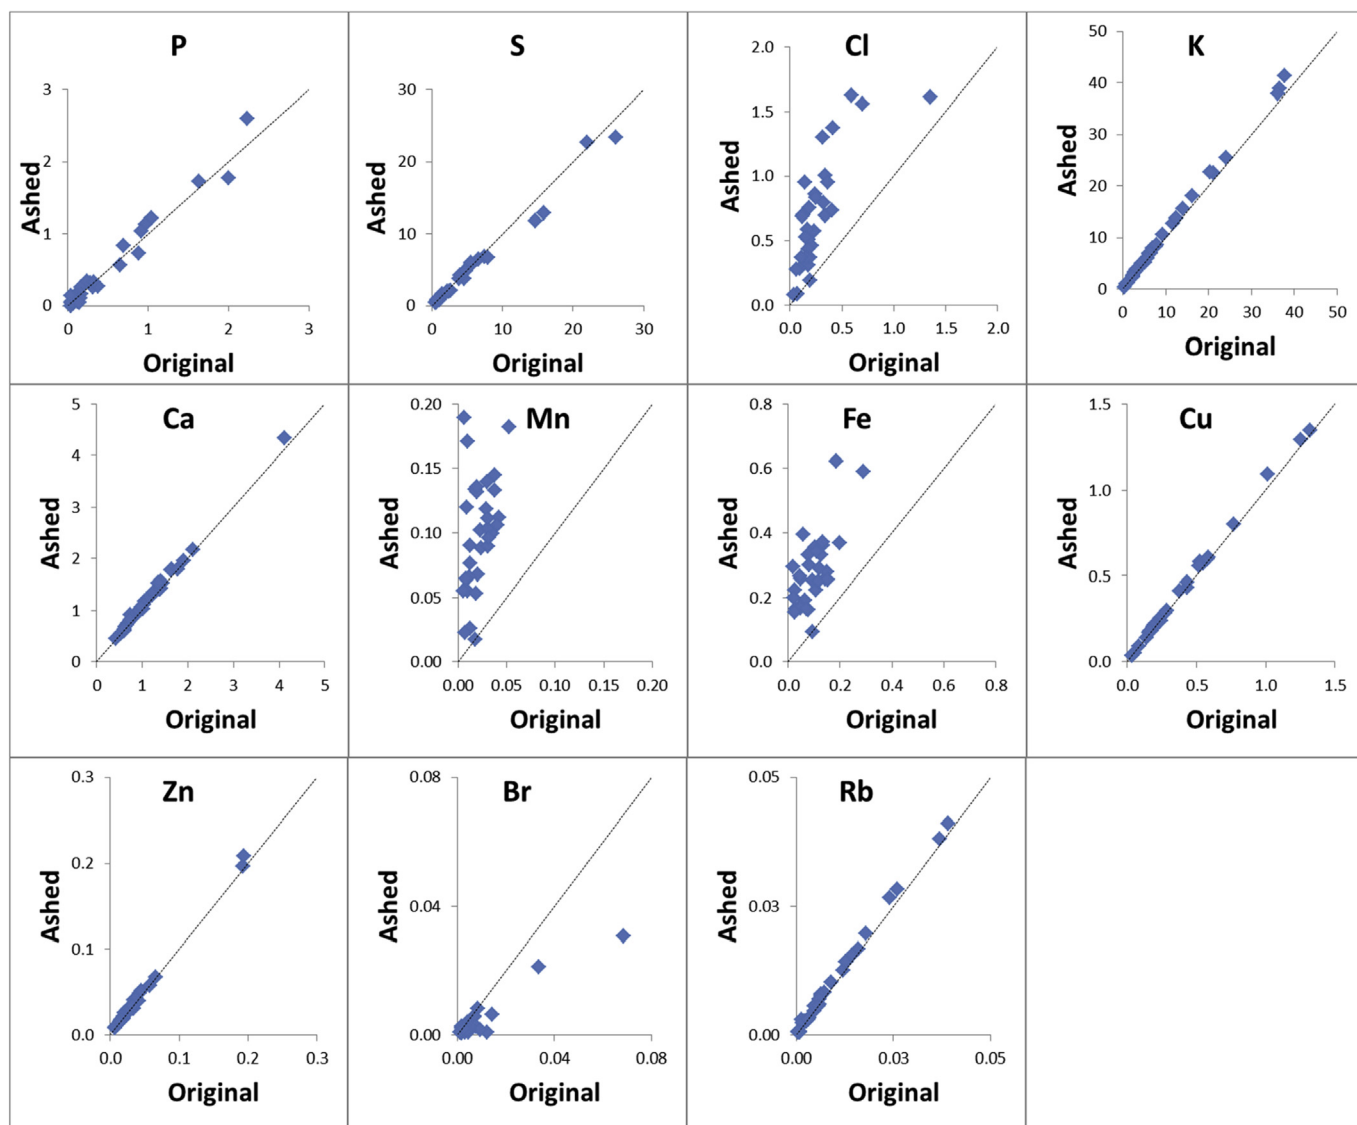 P
3
2
1
0
0 1 2 3
Ashed
Original
S
30
20
10
0
0 10 20 30
Ashed
Original
Cl
2.0
1.5
1.0
0.5
0.0
0.0 0.5 1.0 1.5 2.0
Ashed
Original
K
50
40
30
20
10
0
0 10 20 30 40 50
Ashed
Original
Ca
5
4
3
2
1
0
0 1 2 3 4 5
Ashed
Original
Mn
0.20
0.15
0.10
0.05
0.00
0.00 0.05 0.10 0.15 0.20
Ashed
Original
Fe
0.8
0.6
0.4
0.2
0.0
0.0 0.2 0.4 0.6 0.8
Ashed
Original
Cu
1.5
1.0
0.5
0.0
0.0 0.5 1.0 1.5
Ashed
Original
Zn
0.3
0.2
0.1
0.0
0.0 0.1 0.2 0.3
Ashed
Original
Br
0.08
0.04
0.00
0.00 0.04 0.08
Ashed
Original
Rb
0.05
0.03
0.00
0.00 0.03 0.05
Ashed
Original